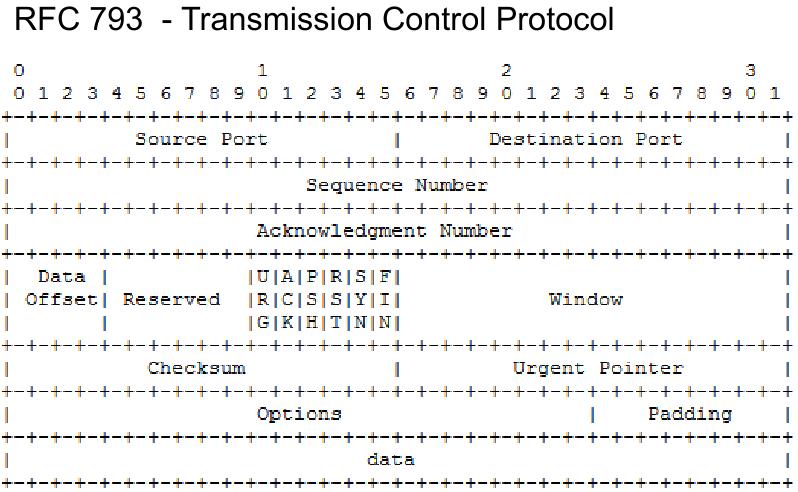 RFC 793  - Transmission Control Protocol
 0                   1                   2                   3
 0 1 2 3 4 5 6 7 8 9 0 1 2 3 4 5 6 7 8 9 0 1 2 3 4 5 6 7 8 9 0 1
+-+-+-+-+-+-+-+-+-+-+-+-+-+-+-+-+-+-+-+-+-+-+-+-+-+-+-+-+-+-+-+-+
|          Source Port          |       Destination Port        |
+-+-+-+-+-+-+-+-+-+-+-+-+-+-+-+-+-+-+-+-+-+-+-+-+-+-+-+-+-+-+-+-+
|                        Sequence Number                        |
+-+-+-+-+-+-+-+-+-+-+-+-+-+-+-+-+-+-+-+-+-+-+-+-+-+-+-+-+-+-+-+-+
|                    Acknowledgment Number                      |
+-+-+-+-+-+-+-+-+-+-+-+-+-+-+-+-+-+-+-+-+-+-+-+-+-+-+-+-+-+-+-+-+
|  Data |           |U|A|P|R|S|F|                               |
| Offset| Reserved  |R|C|S|S|Y|I|            Window             |
|       |           |G|K|H|T|N|N|                               |
+-+-+-+-+-+-+-+-+-+-+-+-+-+-+-+-+-+-+-+-+-+-+-+-+-+-+-+-+-+-+-+-+
|           Checksum            |         Urgent Pointer        |
+-+-+-+-+-+-+-+-+-+-+-+-+-+-+-+-+-+-+-+-+-+-+-+-+-+-+-+-+-+-+-+-+
|                    Options                    |    Padding    |
+-+-+-+-+-+-+-+-+-+-+-+-+-+-+-+-+-+-+-+-+-+-+-+-+-+-+-+-+-+-+-+-+
|                             data                              |
+-+-+-+-+-+-+-+-+-+-+-+-+-+-+-+-+-+-+-+-+-+-+-+-+-+-+-+-+-+-+-+-+